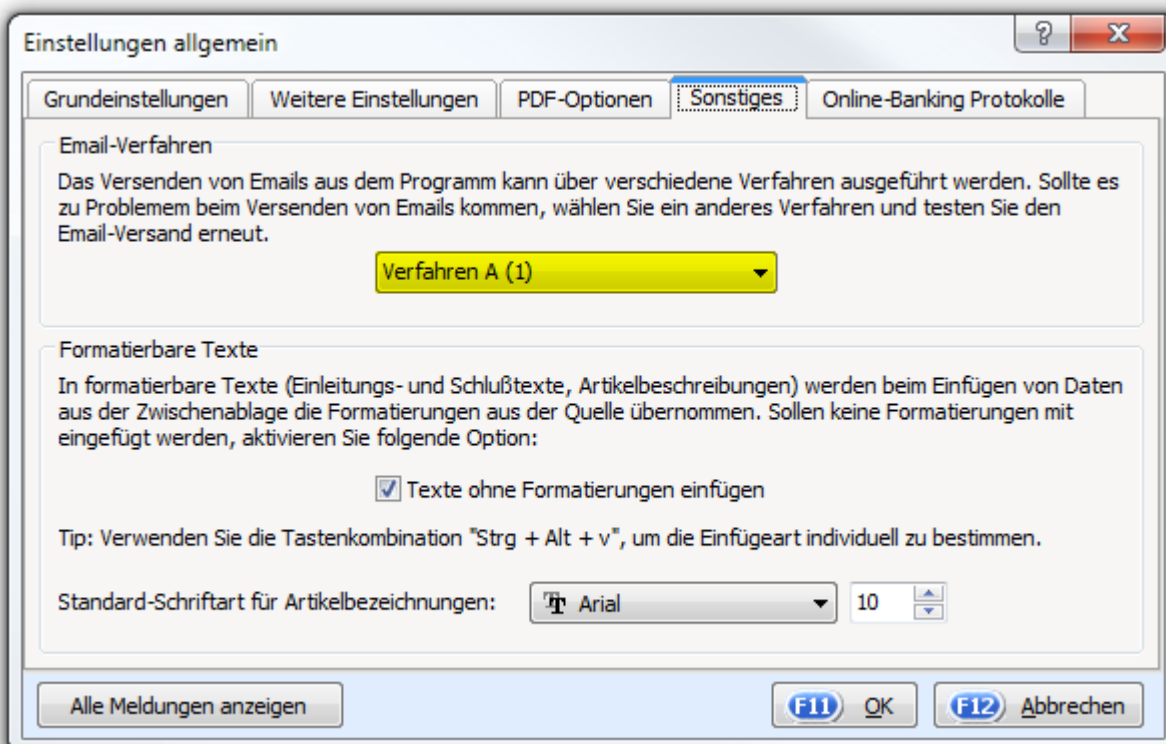 Einstellungen allgemein
?
X
Grundeinstellungen
Weitere Einstellungen
PDF-Optionen
Sonstiges
Online-Banking Protokolle
Email-Verfahren
Das Versenden von Emails aus dem Programm kann über verschiedene Verfahren ausgeführt werden. Sollte es
zu Problemem beim Versenden von Emails kommen, wählen Sie ein anderes Verfahren und testen Sie den
Email-Versand erneut.
Verfahren A (1)
Formatierbare Texte
In formatierbare Texte (Einleitungs- und Schlußtexte, Artikelbeschreibungen) werden beim Einfügen von Daten
aus der Zwischenablage die Formatierungen aus der Quelle übernommen. Sollen keine Formatierungen mit
eingefügt werden, aktivieren Sie folgende Option:
Texte ohne Formatierungen einfügen
Tip: Verwenden Sie die Tastenkombination "Strg + Alt + v", um die Einfügeart individuell zu bestimmen.
Standard-Schriftart für Artikelbezeichnungen: Arial 10
Alle Meldungen anzeigen
F11 OK
F12 Abbrechen